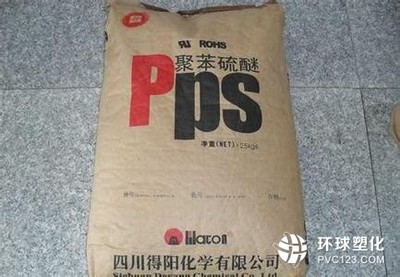 ROHS
聚苯硫醚
Pps
净重(NET): 25kgs
Haton
四川得阳化学有限公司
Sichuan Deyang Chemical Co. Ltd
环球塑化
PVC123.com